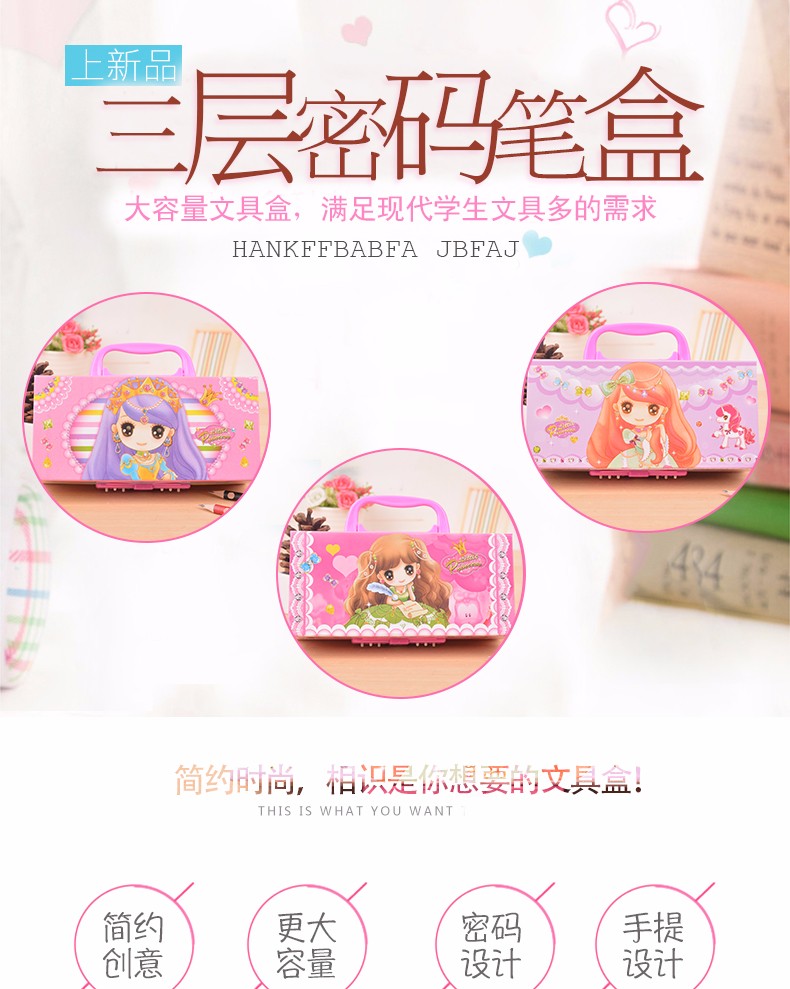 上新品
三层密码笔盒
大容量文具盒，满足现代学生文具多的需求
HANKFFBABFA JBFAJ
434
简约时尚，相识是你想要的文具盒！
THIS IS WHAT YOU WANT
简约
创意
更大
容量
密码
设计
手提
设计